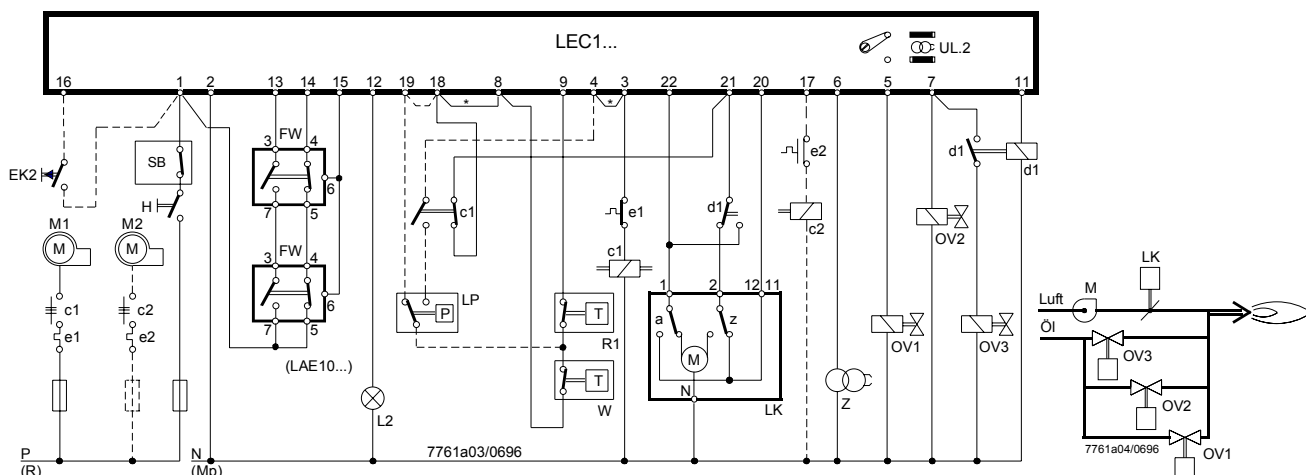 LEC1...
UL.2
16 1 2 13 14 15 12 19 18 8 9 4 3 22 21 20 17 6 5 7 11
* *
3 FW 4
SB
EK2
e2
d1
d1
6
H
c1
e1
d1
c2
OV2
7 5
M1 M2
M M
FW
3 4
c1
1 2 12 11
LK
M
Luft
LP
6
P
T
R1
a z
c1 c2
7 5
M
OV1
OV3
Öl
OV3
e1 e2
(LAE10...)
T
OV2
N
L2
W
LK
Z
P
(R)
N
(Mp)
7761a03/0696
7761a04/0696
OV1